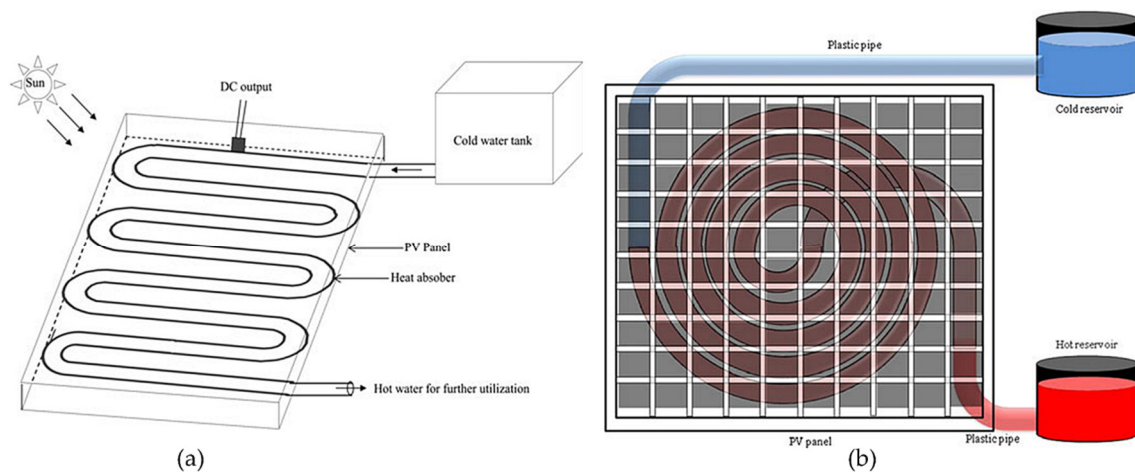 Sun
DC output
Cold water tank
PV Panel
Heat absober
Hot water for further utilization
(a)
Plastic pipe
Cold reservoir
Hot reservoir
Plastic pipe
PV panel
(b)